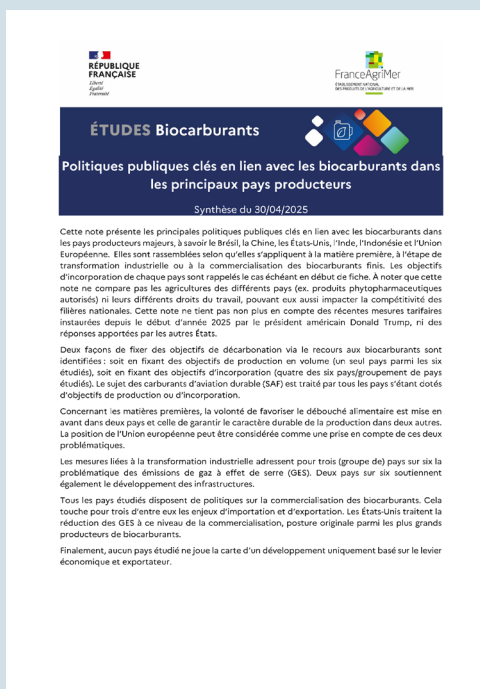 RÉPUBLIQUE
FRANÇAISE
Liberté
Égalité
Fraternité
FranceAgriMer
ÉTABLISSEMENT NATIONAL
DES PRODUITS DE L'AGRICULTURE ET DE LA MER
ÉTUDES Biocarburants
Politiques publiques clés en lien avec les biocarburants dans
les principaux pays producteurs
Synthèse du 30/04/2025
Cette note présente les principales politiques publiques clés en lien avec les biocarburants dans
les pays producteurs majeurs, à savoir le Brésil, la Chine, les États-Unis, l'Inde, l'Indonésie et l'Union
Européenne. Elles sont rassemblées selon qu'elles s'appliquent à la matière première, à l'étape de
transformation industrielle ou à la commercialisation des biocarburants finis. Les objectifs
d'incorporation de chaque pays sont rappelés le cas échéant en début de fiche. À noter que cette
note ne compare pas les agricultures des différents pays (ex. produits phytopharmaceutiques
autorisés) ni leurs différents droits du travail, pouvant eux aussi impacter la compétitivité des
filières nationales. Cette note ne tient pas non plus en compte des récentes mesures tarifaires
instaurées depuis le début d'année 2025 par le président américain Donald Trump, ni des
réponses apportées par les autres États.
Deux façons de fixer des objectifs de décarbonation via le recours aux biocarburants sont
identifiées : soit en fixant des objectifs de production en volume (un seul pays parmi les six
étudiés), soit en fixant des objectifs d'incorporation (quatre des six pays/groupement de pays
étudiés). Le sujet des carburants d'aviation durable (SAF) est traité par tous les pays s'étant dotés
d'objectifs de production ou d'incorporation.
Concernant les matières premières, la volonté de favoriser le débouché alimentaire est mise en
avant dans deux pays et celle de garantir le caractère durable de la production dans deux autres.
La position de l'Union européenne peut être considérée comme une prise en compte de ces deux
problématiques.
Les mesures liées à la transformation industrielle adressent pour trois (groupe de) pays sur six la
problématique des émissions de gaz à effet de serre (GES). Deux pays sur six soutiennent
également le développement des infrastructures.
Tous les pays étudiés disposent de politiques sur la commercialisation des biocarburants. Cela
touche pour trois d'entre eux les enjeux d'importation et d'exportation. Les États-Unis traitent la
réduction des GES à ce niveau de la commercialisation, posture originale parmi les plus grands
producteurs de biocarburants.
Finalement, aucun pays étudié ne joue la carte d'un développement uniquement basé sur le levier
économique et exportateur.